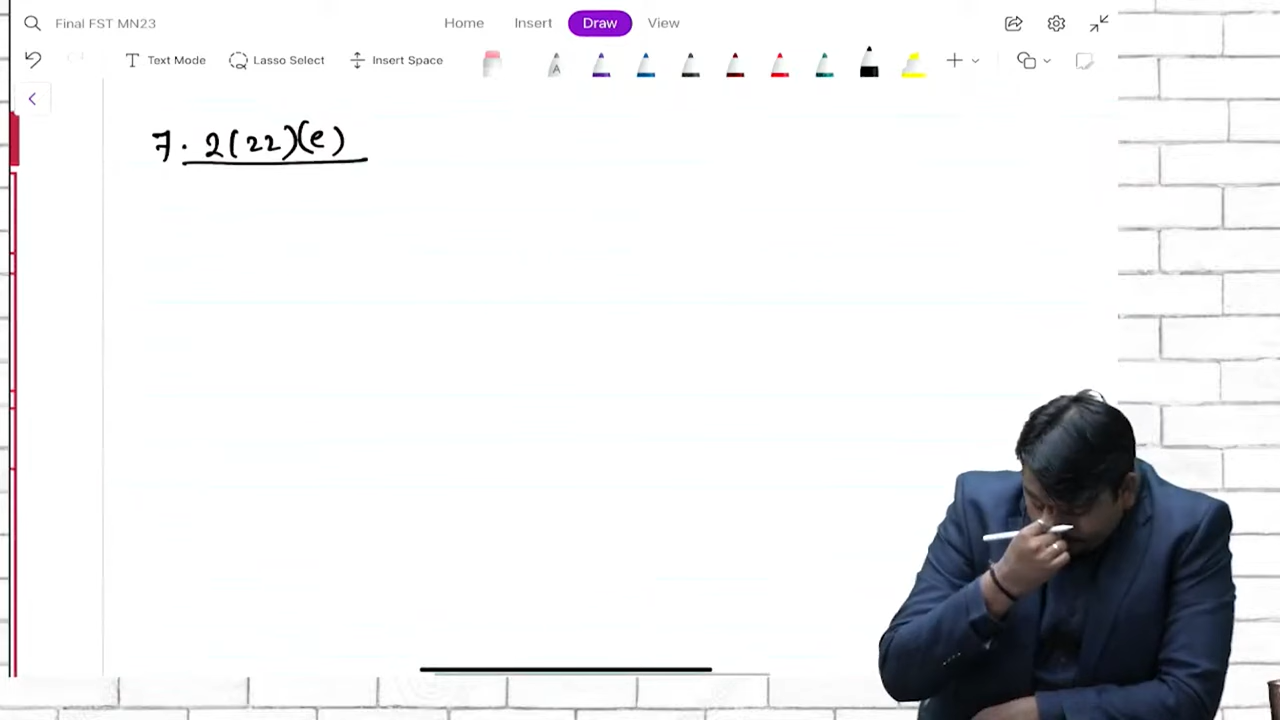 Final FST MN23
Home
Insert
Draw
View
Text Mode
Lasso Select
Insert Space
A
7. 2(22)(e)